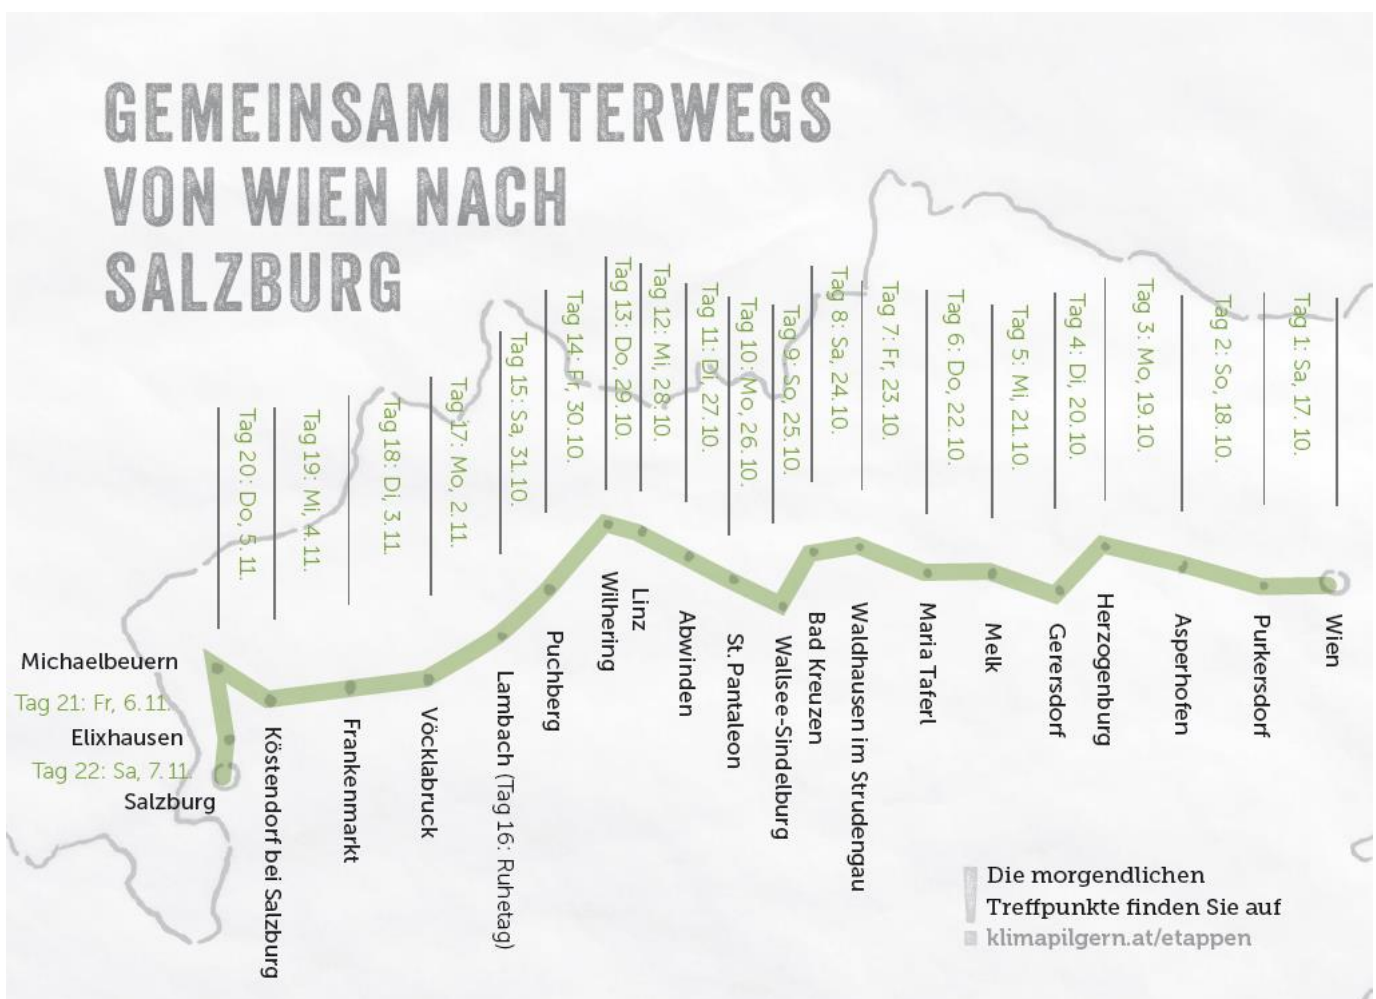 GEMEINSAM UNTERWEGS
VON WIEN NACH
SALZBURG
Tag 20: Do, 5.11.
Tag 19: Mi, 4.11.
Tag 18: Di, 3.11.
Tag 17: Mo, 2.11.
Tag 15: Sa, 31.10.
Tag 14: Fr, 30.10.
Tag 13: Do, 29.10.
Tag 12: Mi, 28.10.
Tag 11: Di, 27.10.
Tag 10: Mo, 26.10.
Tag 9: So, 25.10.
Tag 8: Sa, 24.10.
Tag 7: Fr, 23.10.
Tag 6: Do, 22.10.
Tag 5: Mi, 21.10.
Tag 4: Di, 20.10.
Tag 3: Mo, 19.10.
Tag 2: So, 18.10.
Tag 1: Sa, 17.10.
Michaelbeuern
Tag 21: Fr, 6.11.
Elixhausen
Tag 22: Sa, 7.11.
Salzburg
Köstendorf bei Salzburg
Frankenmarkt
Vöcklabruck
Lambach (Tag 16: Ruhetag)
Puchberg
Wilhering
Linz
Abwinden
St. Pantaleon
Wallsee-Sindelburg
Bad Kreuzen
Waldhausen im Strudengau
Maria Taferl
Melk
Gerersdorf
Herzogenburg
Asperhofen
Purkersdorf
Wien
Die morgendlichen
Treffpunkte finden Sie auf
klimapilgern.at/etappen